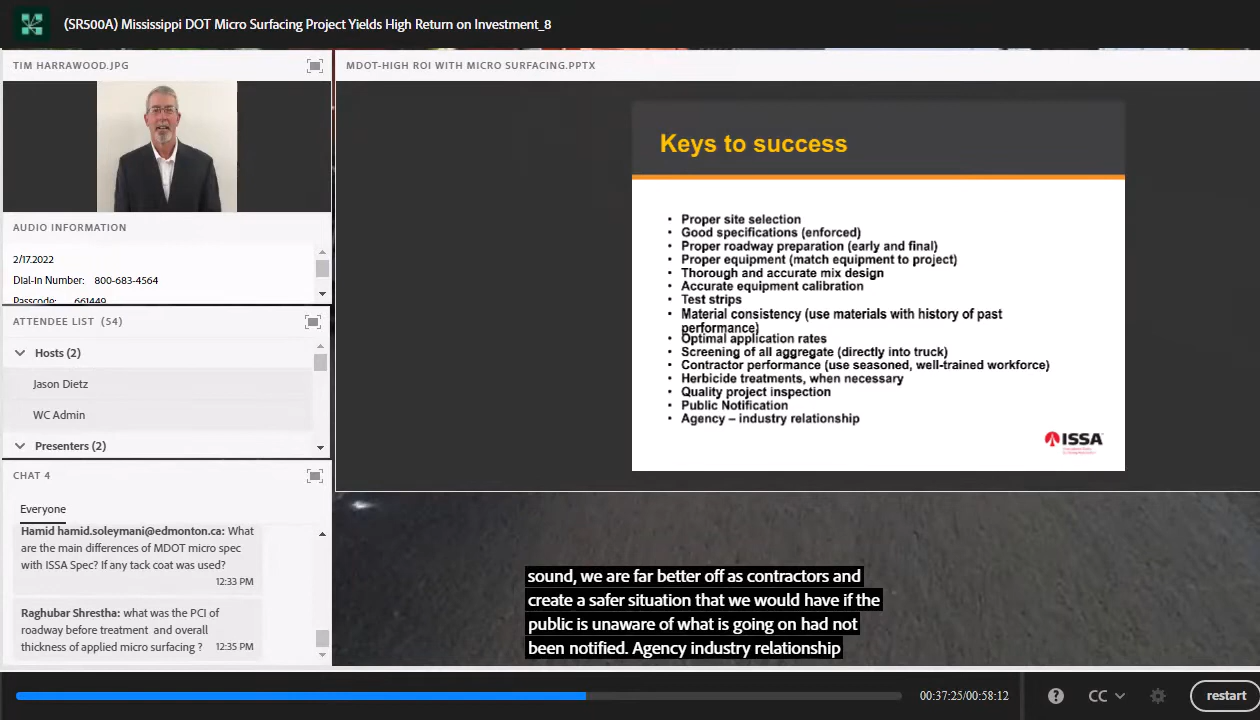 (SR500A) Mississippi DOT Micro Surfacing Project Yields High Return on Investment_8
TIM HARRAWOOD.JPG
AUDIO INFORMATION
2/17.2022
Dial-In Number: 800-683-4564
Passcode: 661449
ATTENDEE LIST (54)
Hosts (2)
Jason Dietz
WC Admin
Presenters (2)
CHAT 4
Everyone
Hamid hamid.soleymani@edmonton.ca: What
are the main differences of MDOT micro spec
with ISSA Spec? If any tack coat was used?
12:33 PM
Raghubar Shrestha: what was the PCI of
roadway before treatment and overall
thickness of applied micro surfacing ?
12:35 PM
MDOT-HIGH ROI WITH MICRO SURFACING.PPTX
Keys to success
• Proper site selection
• Good specifications (enforced)
• Proper roadway preparation (early and final)
• Proper equipment (match equipment to project)
• Thorough and accurate mix design
• Accurate equipment calibration
• Test strips
• Material consistency (use materials with history of past
performance)
• Optimal application rates
• Screening of all aggregate (directly into truck)
• Contractor performance (use seasoned, well-trained workforce)
• Herbicide treatments, when necessary
• Quality project inspection
• Public Notification
• Agency – industry relationship
ISSA
sound, we are far better off as contractors and
create a safer situation that we would have if the
public is unaware of what is going on had not
been notified. Agency industry relationship
00:37:25/00:58:12
?
CC
restart